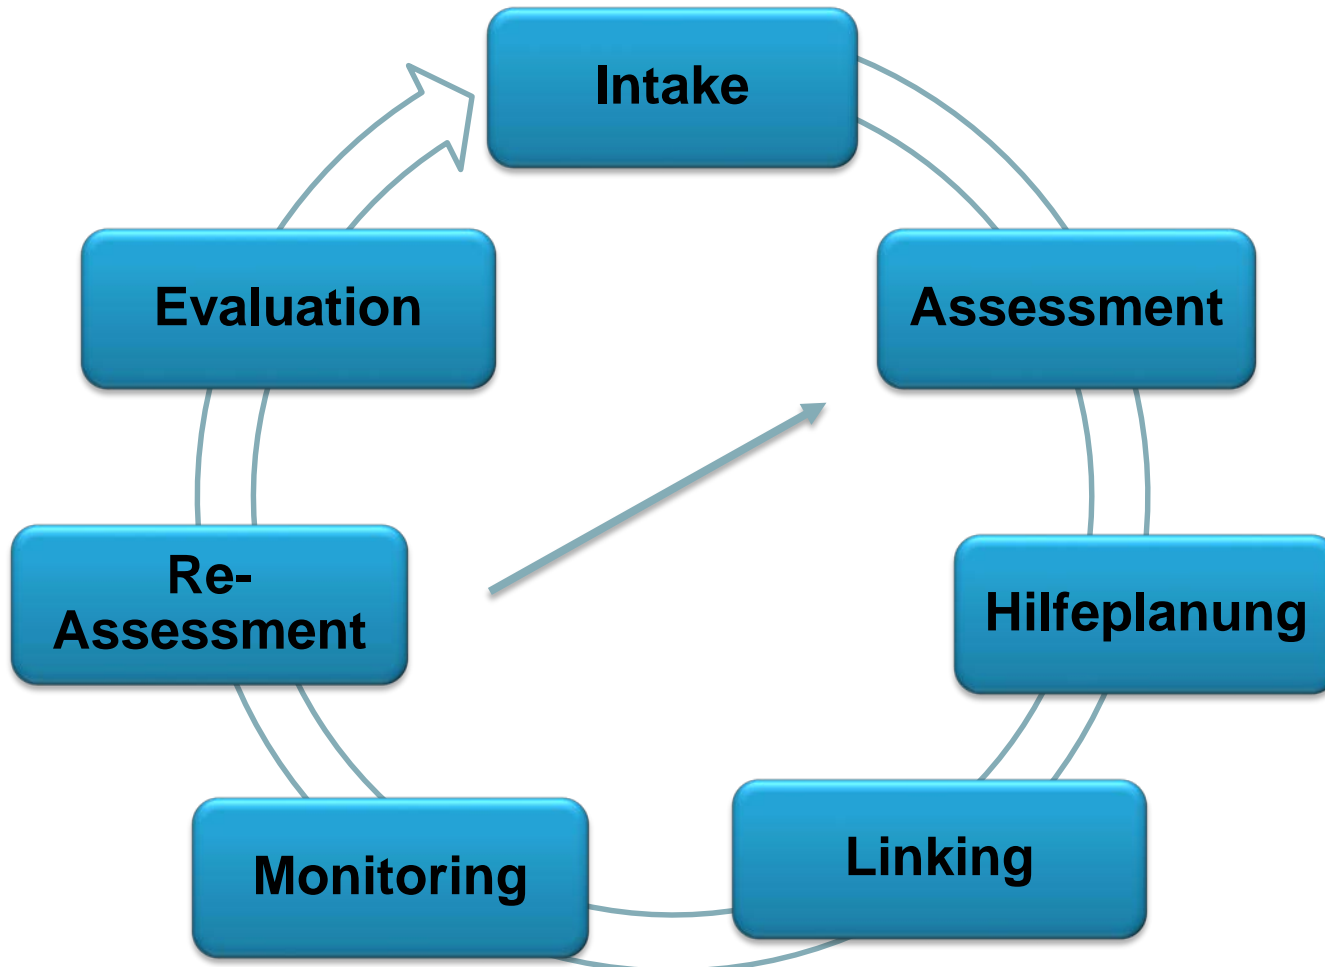 Intake
Assessment
Hilfeplanung
Linking
Monitoring
Re-
Assessment
Evaluation